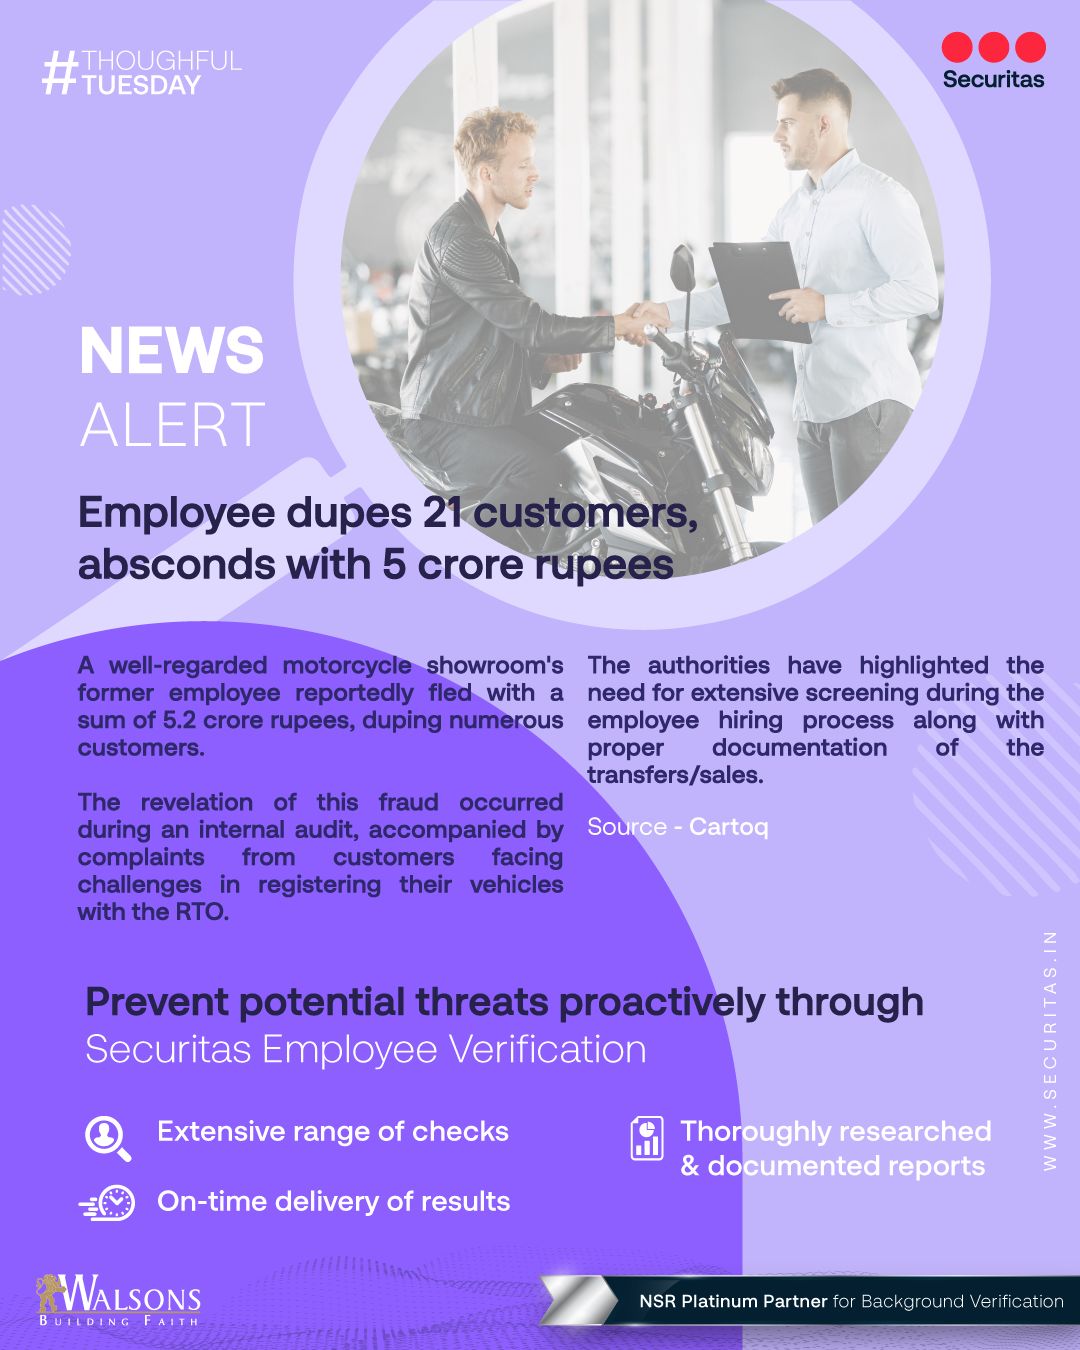 #THOUGHFUL
TUESDAY
Securitas
NEWS
ALERT
Employee dupes 21 customers,
absconds with 5 crore rupees
A well-regarded motorcycle showroom's
former employee reportedly fled with a
sum of 5.2 crore rupees, duping numerous
customers.
The revelation of this fraud occurred
during an internal audit, accompanied by
complaints from customers facing
challenges in registering their vehicles
with the RTO.
The authorities have highlighted the
need for extensive screening during the
employee hiring process along with
proper documentation of the
transfers/sales.
Source - Cartoq
WWW.SECURITAS.IN
Prevent potential threats proactively through
Securitas Employee Verification
Extensive range of checks
On-time delivery of results
Thoroughly researched
& documented reports
WALSONS
BUILDING FAITH
NSR Platinum Partner for Background Verification